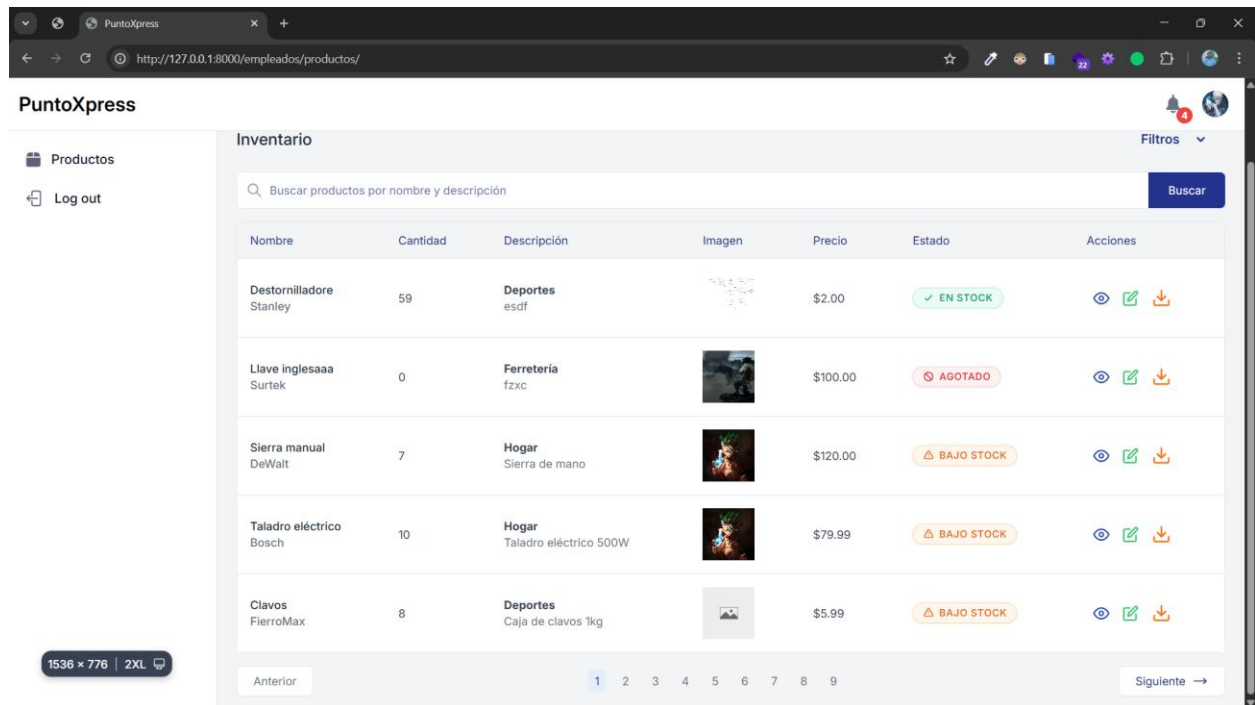 PuntoXpress
http://127.0.0.1:8000/empleados/productos/
22
PuntoXpress
4
Productos
Log out
Inventario
Filtros
Buscar productos por nombre y descripción
Buscar
Nombre Cantidad Descripción Imagen Precio Estado Acciones
Destornilladore
Stanley
59
Deportes
esdf
$2.00
EN STOCK
Llave inglesaaa
Surtek
0
Ferretería
fzxc
$100.00
AGOTADO
Sierra manual
DeWalt
7
Hogar
Sierra de mano
$120.00
BAJO STOCK
Taladro eléctrico
Bosch
10
Hogar
Taladro eléctrico 500W
$79.99
BAJO STOCK
Clavos
FierroMax
8
Deportes
Caja de clavos 1kg
$5.99
BAJO STOCK
1536 × 776 | 2XL
Anterior
1 2 3 4 5 6 7 8 9
Siguiente →